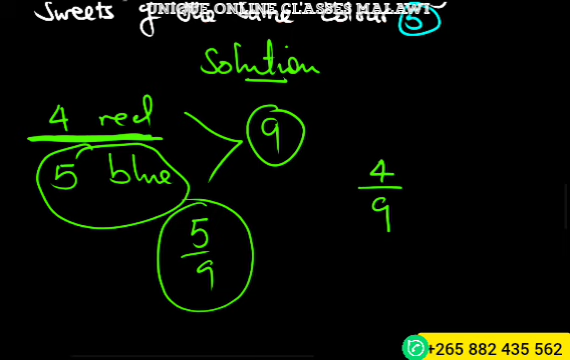 UNIQUE ONLINE CLASSES MALAWI
Sweets of the same colour 5
Solution
4 red
5 blue
9
4/9
5/9
+265 882 435 562